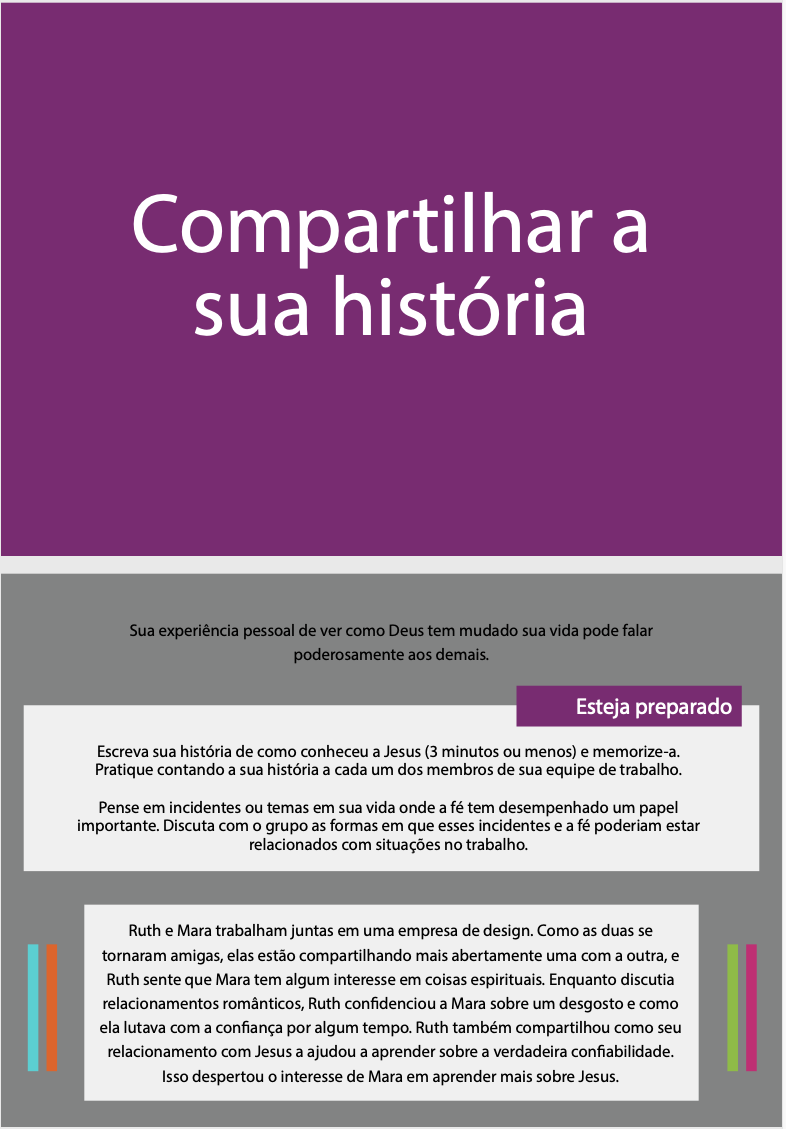 Compartilhar a
sua história
Sua experiência pessoal de ver como Deus tem mudado sua vida pode falar
poderosamente aos demais.
Esteja preparado
Escreva sua história de como conheceu a Jesus (3 minutos ou menos) e memorize-a.
Pratique contando a sua história a cada um dos membros de sua equipe de trabalho.
Pense em incidentes ou temas em sua vida onde a fé tem desempenhado um papel
importante. Discuta com o grupo as formas em que esses incidentes e a fé poderiam estar
relacionados com situações no trabalho.
Ruth e Mara trabalham juntas em uma empresa de design. Como as duas se
tornaram amigas, elas estão compartilhando mais abertamente uma com a outra, e
Ruth sente que Mara tem algum interesse em coisas espirituais. Enquanto discutia
relacionamentos românticos, Ruth confidenciou a Mara sobre um desgosto e como
ela lutava com a confiança por algum tempo. Ruth também compartilhou como seu
relacionamento com Jesus a ajudou a aprender sobre a verdadeira confiabilidade.
Isso despertou o interesse de Mara em aprender mais sobre Jesus.